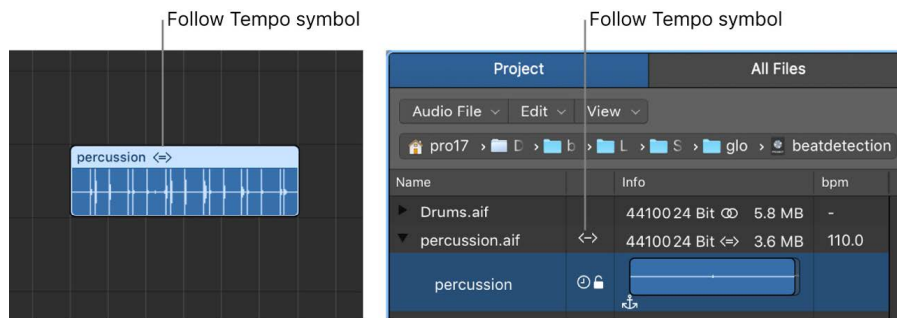 Follow Tempo symbol
Follow Tempo symbol
percussion
Project All Files
Audio File Edit View
pro17 › D › b › L › S › glo › beatdetection
Name Info bpm
Drums.aif 44100 24 Bit 5.8 MB -
percussion.aif <--> 44100 24 Bit <=> 3.6 MB 110.0
percussion